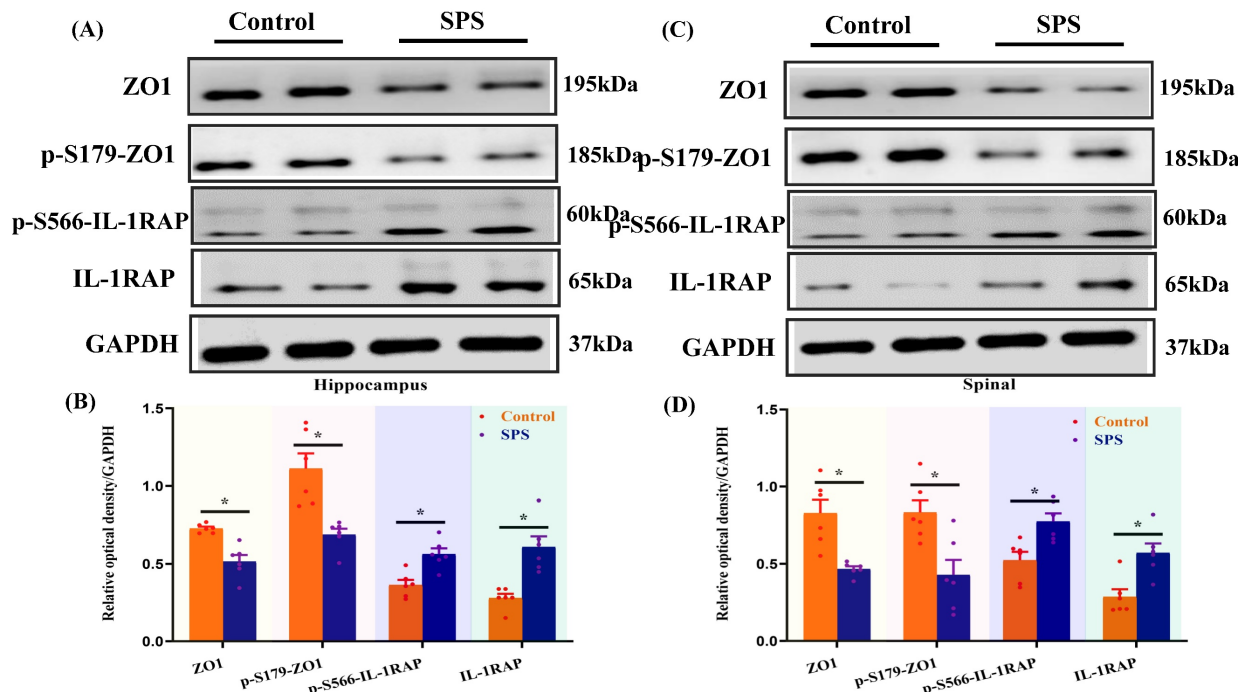 (A)
Control SPS
ZO1 195kDa
p-S179-ZO1 185kDa
p-S566-IL-1RAP 60kDa
IL-1RAP 65kDa
GAPDH 37kDa
Hippocampus
(B)
Relative optical density/GAPDH
1.5
1.0
0.5
0.0
Control
SPS
* * * *
ZO1 p-S179-ZO1 p-S566-IL-1RAP IL-1RAP
(C)
Control SPS
ZO1 195kDa
p-S179-ZO1 185kDa
p-S566-IL-1RAP 60kDa
IL-1RAP 65kDa
GAPDH 37kDa
Spinal
(D)
Relative optical density/GAPDH
1.5
1.0
0.5
0.0
Control
SPS
* * * *
ZO1 p-S179-ZO1 p-S566-IL-1RAP IL-1RAP